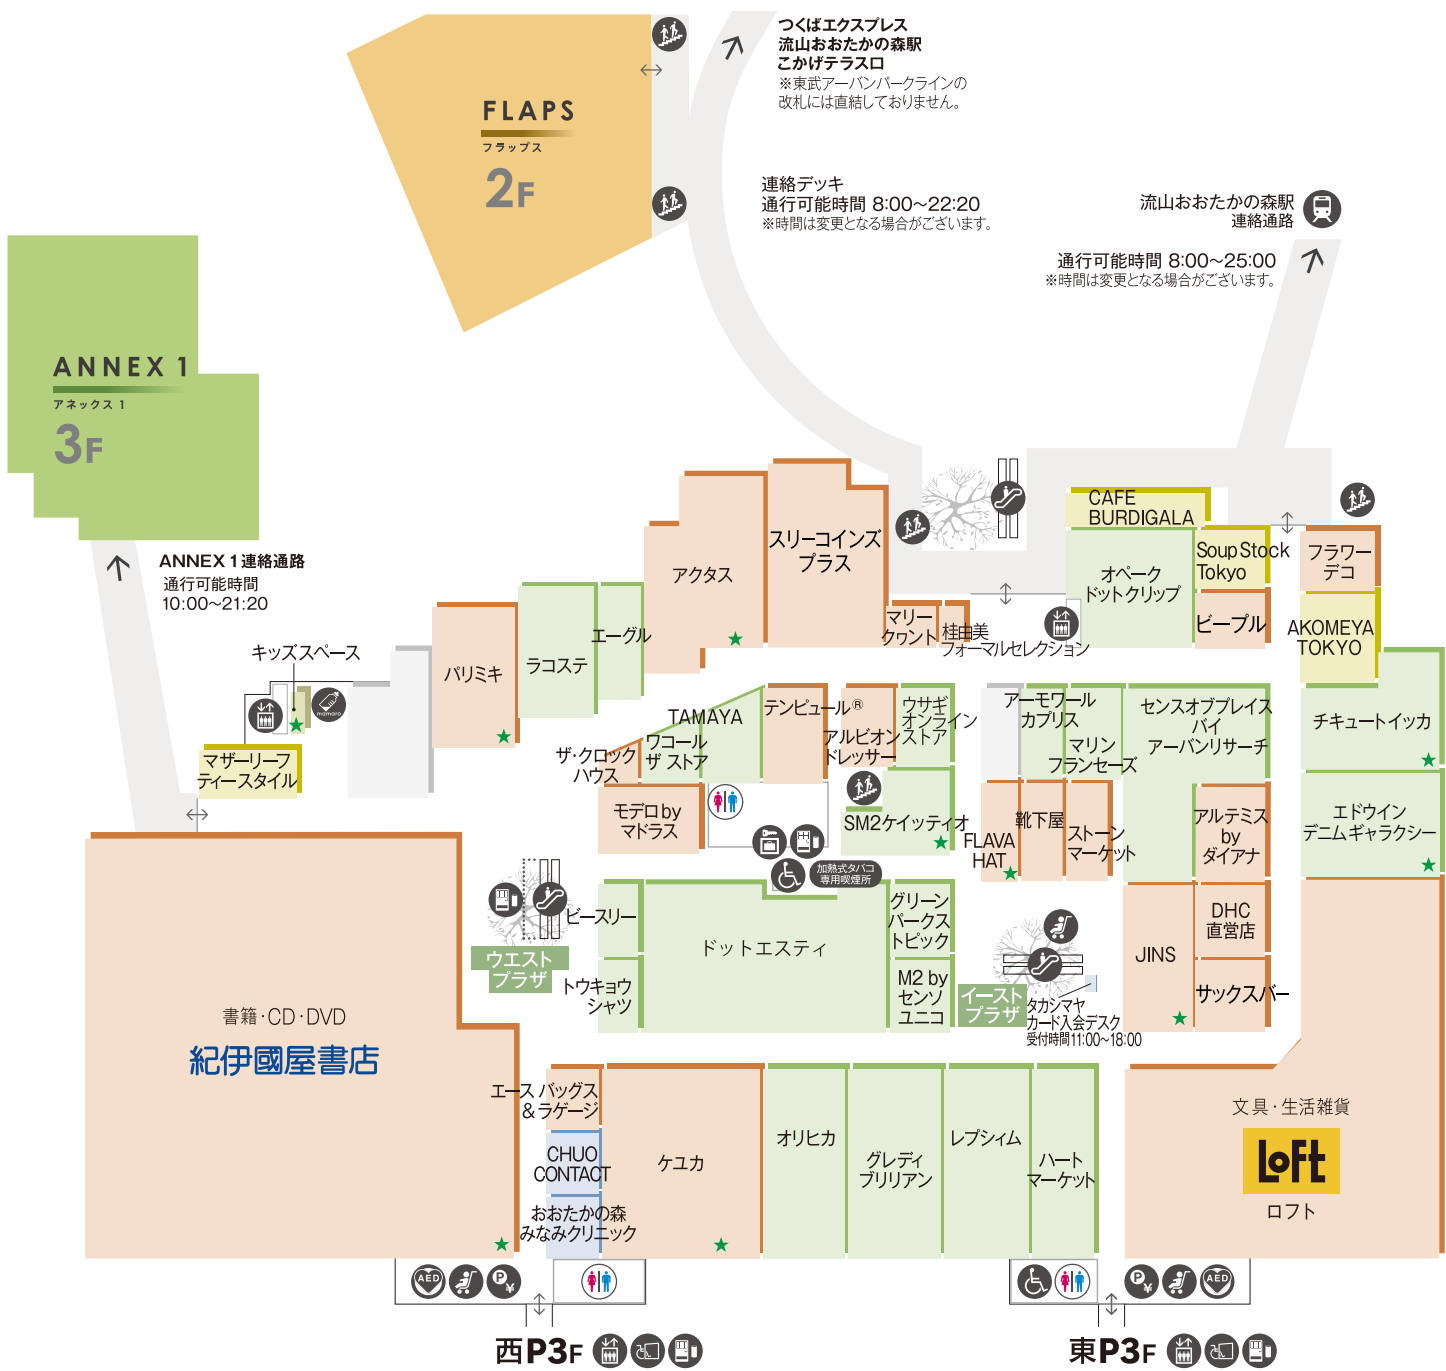 つくばエクスプレス
流山おおたかの森駅
こかげテラス口
※東武アーバンパークラインの
改札には直結しておりません。
FLAPS
フラップス
2F
連絡デッキ
通行可能時間 8:00〜22:20
※時間は変更となる場合がございます。
流山おおたかの森駅
連絡通路
通行可能時間 8:00〜25:00
※時間は変更となる場合がございます。
ANNEX 1
アネックス 1
3F
ANNEX 1連絡通路
通行可能時間
10:00〜21:20
キッズスペース
mamaro
マザーリーフ
ティースタイル
パリミキ
ラコステ
エーグル
アクタス
スリーコインズ
プラス
マリー
クヮント
桂由美
フォーマルセレクション
CAFE
BURDIGALA
オペーク
ドットクリップ
Soup Stock
Tokyo
ビープル
フラワー
デコ
AKOMEYA
TOKYO
チキュートイッカ
エドウイン
デニムギャラクシー
ザ・クロック
ハウス
ワコール
ザ ストア
TAMAYA
テンピュール®
アルビオン
ドレッサー
ウサギ
オンライン
ストア
モデロ by
マドラス
SM2ケイッティオ
加熱式タバコ
専用喫煙所
アーモワール
カプリス
マリン
フランセーズ
センスオブプレイス
バイ
アーバンリサーチ
FLAVA
HAT
靴下屋
ストーン
マーケット
アルテミス
by
ダイアナ
ビースリー
トウキョウ
シャツ
ドットエスティ
グリーン
パークス
トピック
M2 by
センソ
ユニコ
ウエスト
プラザ
イースト
プラザ
タカシマヤ
カード入会デスク
受付時間11:00〜18:00
JINS
DHC
直営店
サックスバー
書籍・CD・DVD
紀伊國屋書店
エース バッグス
&ラゲージ
CHUO
CONTACT
おおたかの森
みなみクリニック
ケユカ
オリヒカ
グレディ
ブリリアン
レプシィム
ハート
マーケット
文具・生活雑貨
LoFt
ロフト
AED
P
¥
P
¥
AED
西P3F
東P3F